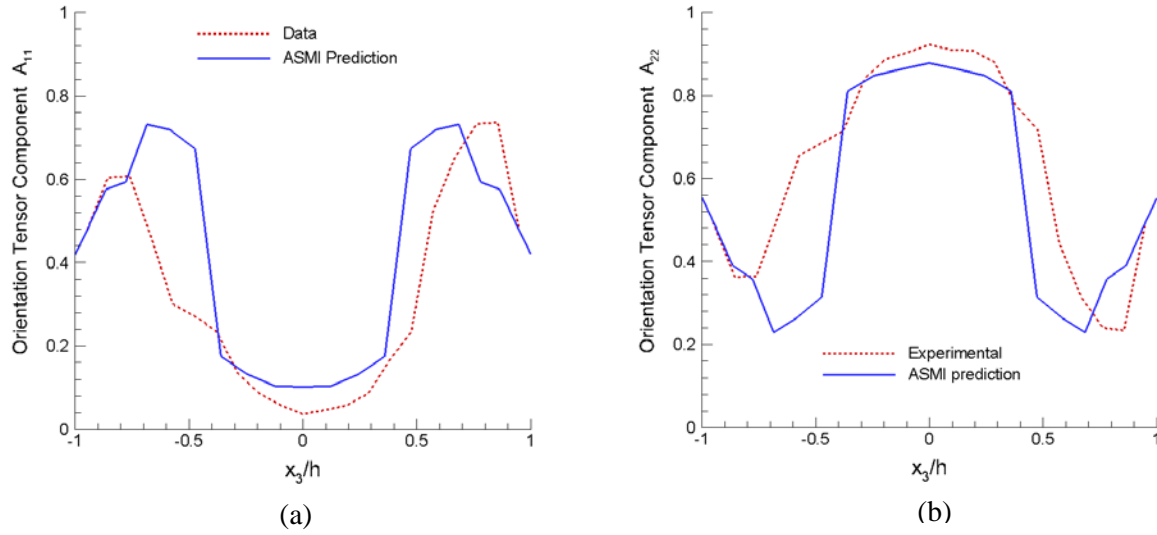 1
0.8
0.6
0.4
0.2
0
-1
-0.5
0
0.5
1
Orientation Tensor Component A₁₁
x₃/h
Data
ASMI Prediction
(a)
1
0.8
0.6
0.4
0.2
0
-1
-0.5
0
0.5
1
Orientation Tensor Component A₂₂
x₃/h
Experimental
ASMI prediction
(b)